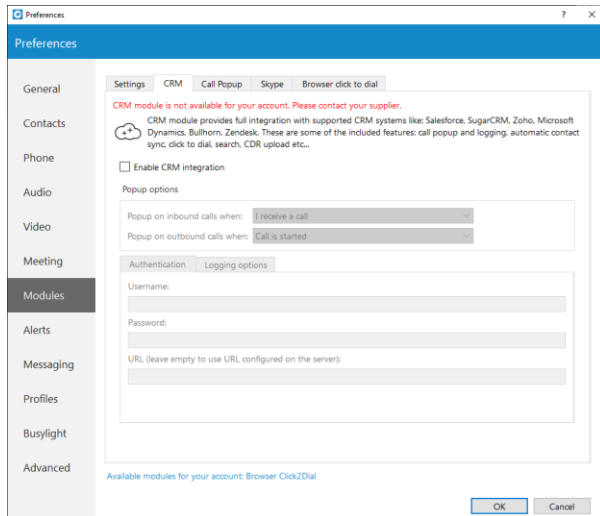 Preferences
?
Preferences
General
Contacts
Phone
Audio
Video
Meeting
Modules
Alerts
Messaging
Profiles
Busylight
Advanced
Settings CRM Call Popup Skype Browser click to dial
CRM module is not available for your account. Please contact your supplier.
CRM module provides full integration with supported CRM systems like: Salesforce, SugarCRM, Zoho, Microsoft
Dynamics, Bullhorn, Zendesk. These are some of the included features: call popup and logging, automatic contact
sync, click to dial, search, CDR upload etc...
Enable CRM integration
Popup options
Popup on inbound calls when: I receive a call
Popup on outbound calls when: Call is started
Authentication Logging options
Username:
Password:
URL (leave empty to use URL configured on the server):
Available modules for your account: Browser Click2Dial
OK Cancel